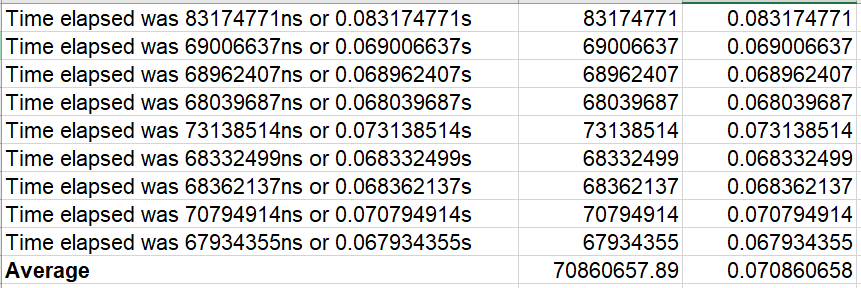 Time elapsed was 83174771ns or 0.083174771s 83174771 0.083174771
Time elapsed was 69006637ns or 0.069006637s 69006637 0.069006637
Time elapsed was 68962407ns or 0.068962407s 68962407 0.068962407
Time elapsed was 68039687ns or 0.068039687s 68039687 0.068039687
Time elapsed was 73138514ns or 0.073138514s 73138514 0.073138514
Time elapsed was 68332499ns or 0.068332499s 68332499 0.068332499
Time elapsed was 68362137ns or 0.068362137s 68362137 0.068362137
Time elapsed was 70794914ns or 0.070794914s 70794914 0.070794914
Time elapsed was 67934355ns or 0.067934355s 67934355 0.067934355
Average 70860657.89 0.070860658